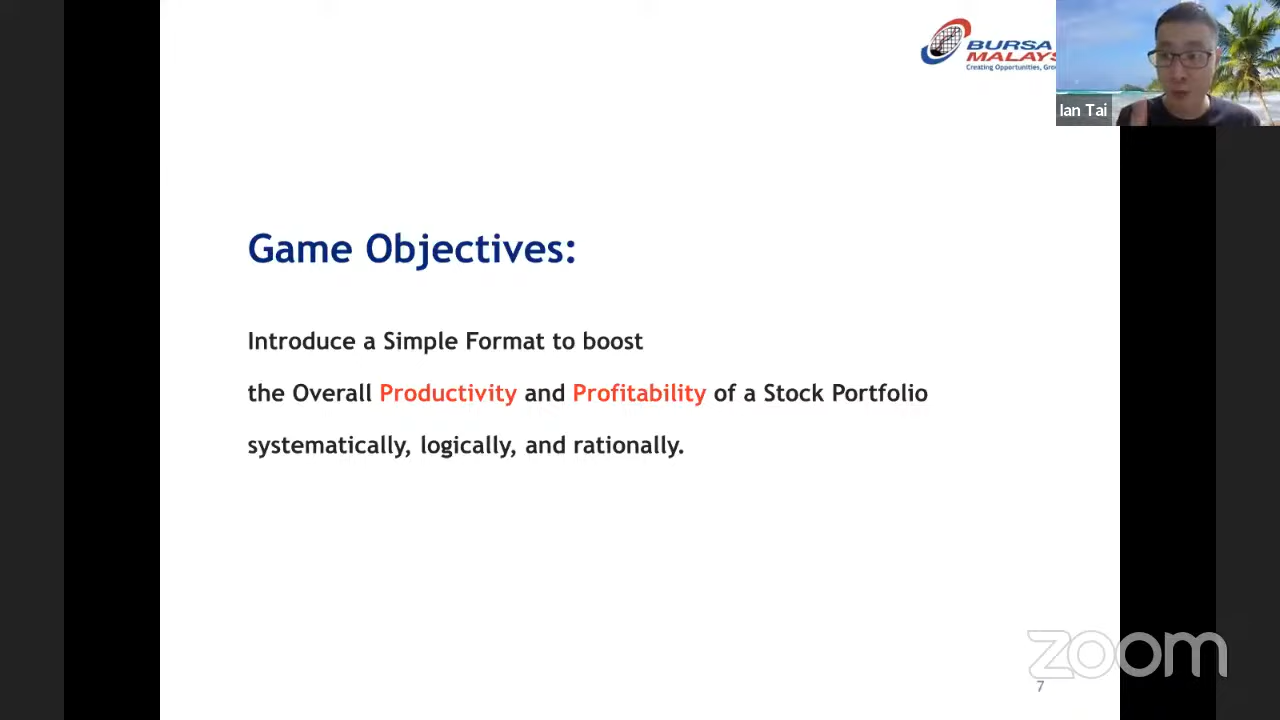 BURSA
MALAYS
Creating Opportunities, Gro
Ian Tai
Game Objectives:
Introduce a Simple Format to boost
the Overall Productivity and Profitability of a Stock Portfolio
systematically, logically, and rationally.
zoom
7